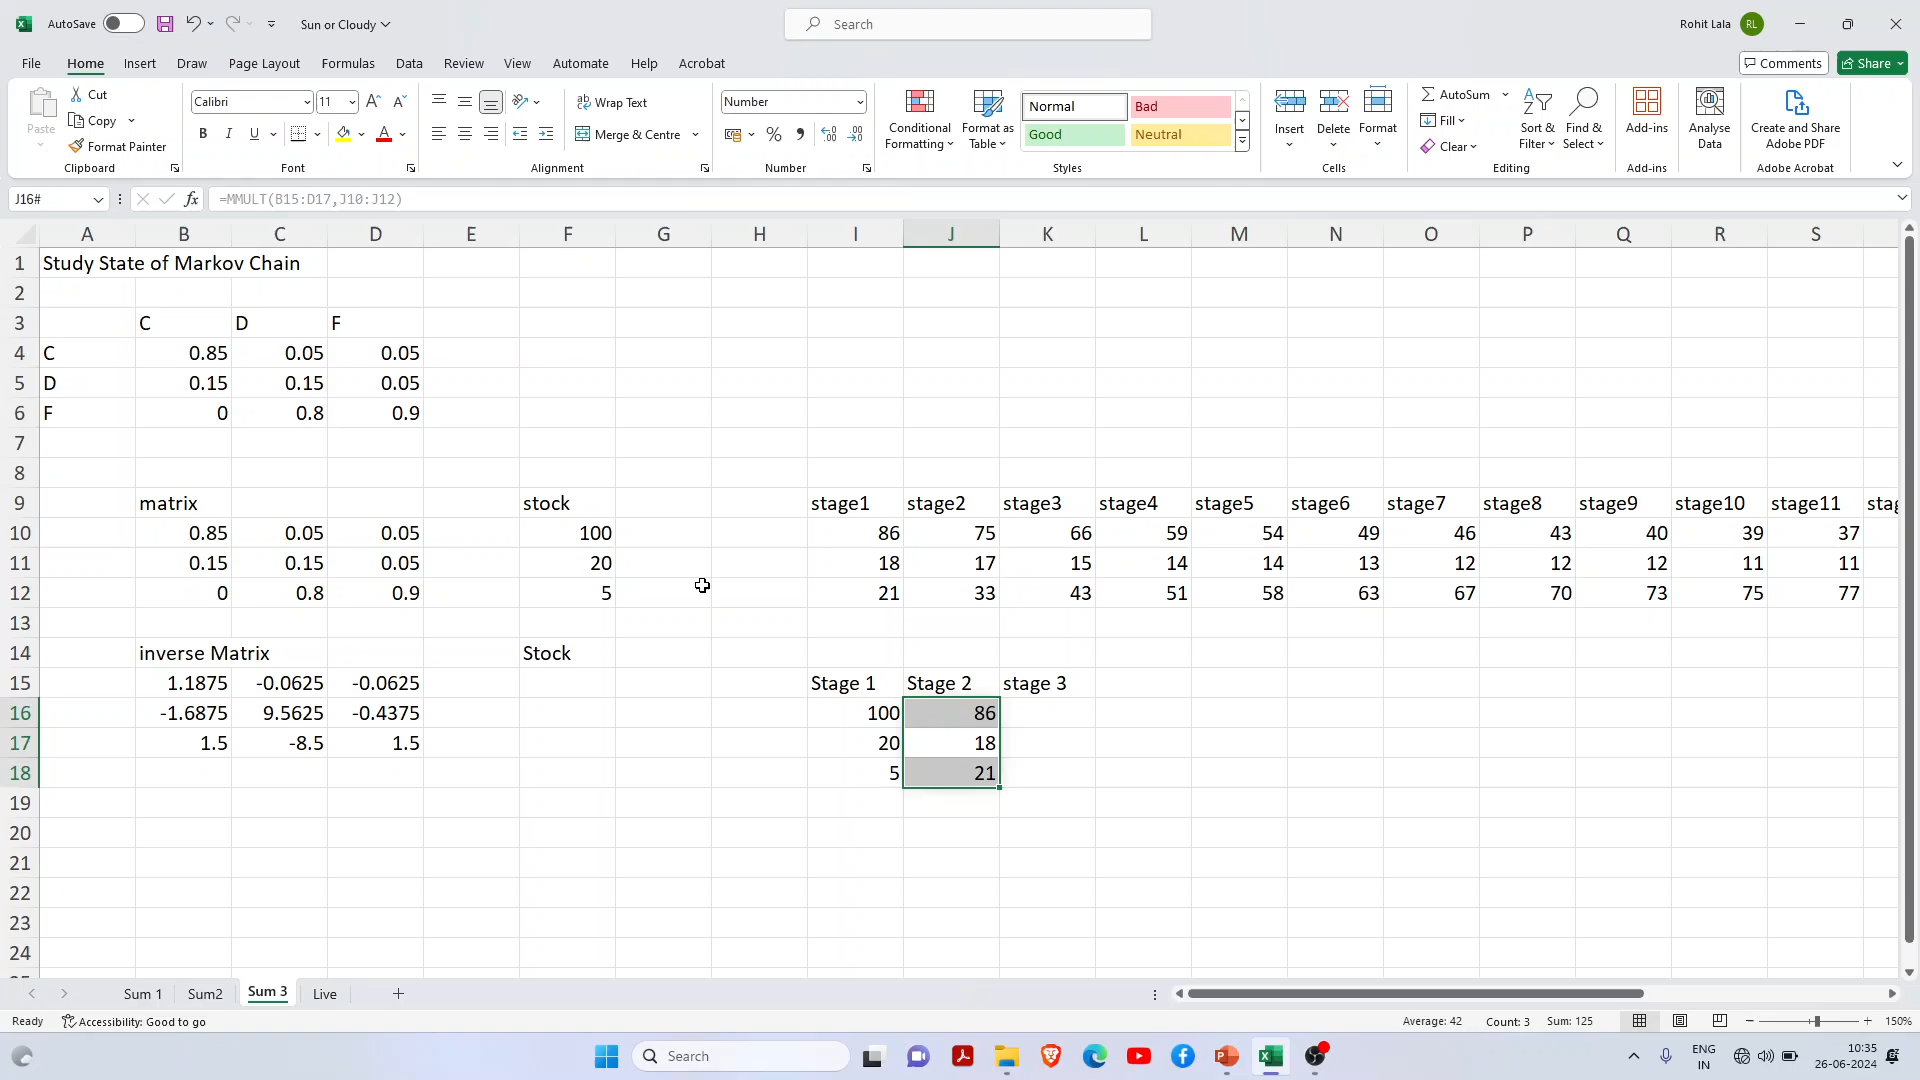 AutoSave
Sun or Cloudy
Search
Rohit Lala
RL
File Home Insert Draw Page Layout Formulas Data Review View Automate Help Acrobat
Comments
Share
Paste
Cut
Copy
Format Painter
Clipboard
Calibri
11
B I U
Font
Wrap Text
Merge & Centre
Alignment
Number
Number
Conditional Formatting
Format as Table
Normal
Bad
Good
Neutral
Styles
Insert
Delete
Format
Cells
AutoSum
Fill
Clear
Sort & Filter
Find & Select
Editing
Add-ins
Add-ins
Analyse Data
Create and Share Adobe PDF
Adobe Acrobat
J16#
fx
=MMULT(B15:D17,J10:J12)
A B C D E F G H I J K L M N O P Q R S
1 Study State of Markov Chain
2
3 C D F
4 C 0.85 0.05 0.05
5 D 0.15 0.15 0.05
6 F 0 0.8 0.9
7
8
9 matrix stock stage1 stage2 stage3 stage4 stage5 stage6 stage7 stage8 stage9 stage10 stage11
10 0.85 0.05 0.05 100 86 75 66 59 54 49 46 43 40 39 37
11 0.15 0.15 0.05 20 18 17 15 14 14 13 12 12 12 11 11
12 0 0.8 0.9 5 21 33 43 51 58 63 67 70 73 75 77
13
14 inverse Matrix Stock
15 1.1875 -0.0625 -0.0625 Stage 1 Stage 2 stage 3
16 -1.6875 9.5625 -0.4375 100 86
17 1.5 -8.5 1.5 20 18
18 5 21
19
20
21
22
23
24
Sum 1 Sum2 Sum 3 Live
Ready
Accessibility: Good to go
Average: 42 Count: 3 Sum: 125
150%
Search
ENG
IN
10:35
26-06-2024